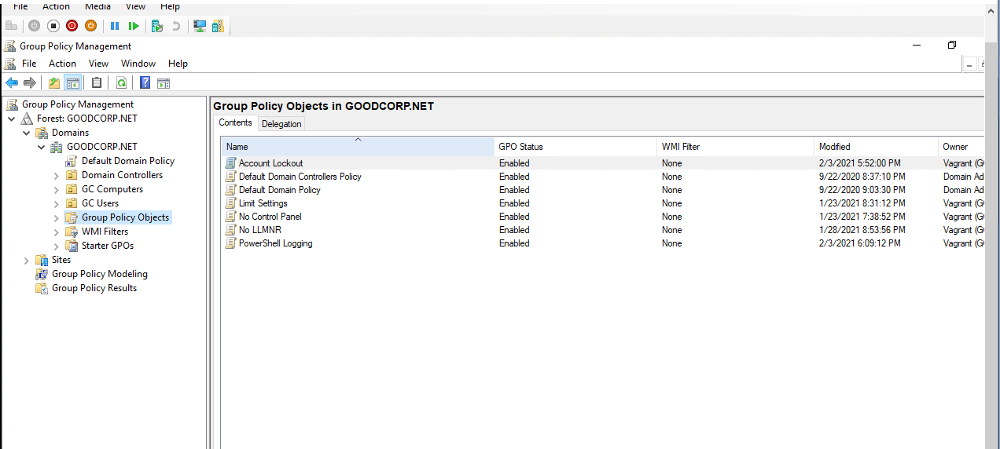 File Action Media View Help
Group Policy Management
File Action View Window Help
Group Policy Management
Forest: GOODCORP.NET
Domains
GOODCORP.NET
Default Domain Policy
Domain Controllers
GC Computers
GC Users
Group Policy Objects
WMI Filters
Starter GPOs
Sites
Group Policy Modeling
Group Policy Results
Group Policy Objects in GOODCORP.NET
Contents Delegation
Name GPO Status WMI Filter Modified Owner
Account Lockout Enabled None 2/3/2021 5:52:00 PM Vagrant (G
Default Domain Controllers Policy Enabled None 9/22/2020 8:37:10 PM Domain Ad
Default Domain Policy Enabled None 9/22/2020 9:03:30 PM Domain Ad
Limit Settings Enabled None 1/23/2021 8:31:12 PM Vagrant (G
No Control Panel Enabled None 1/23/2021 7:38:52 PM Vagrant (G
No LLMNR Enabled None 1/28/2021 8:53:56 PM Vagrant (G
PowerShell Logging Enabled None 2/3/2021 6:09:12 PM Vagrant (G